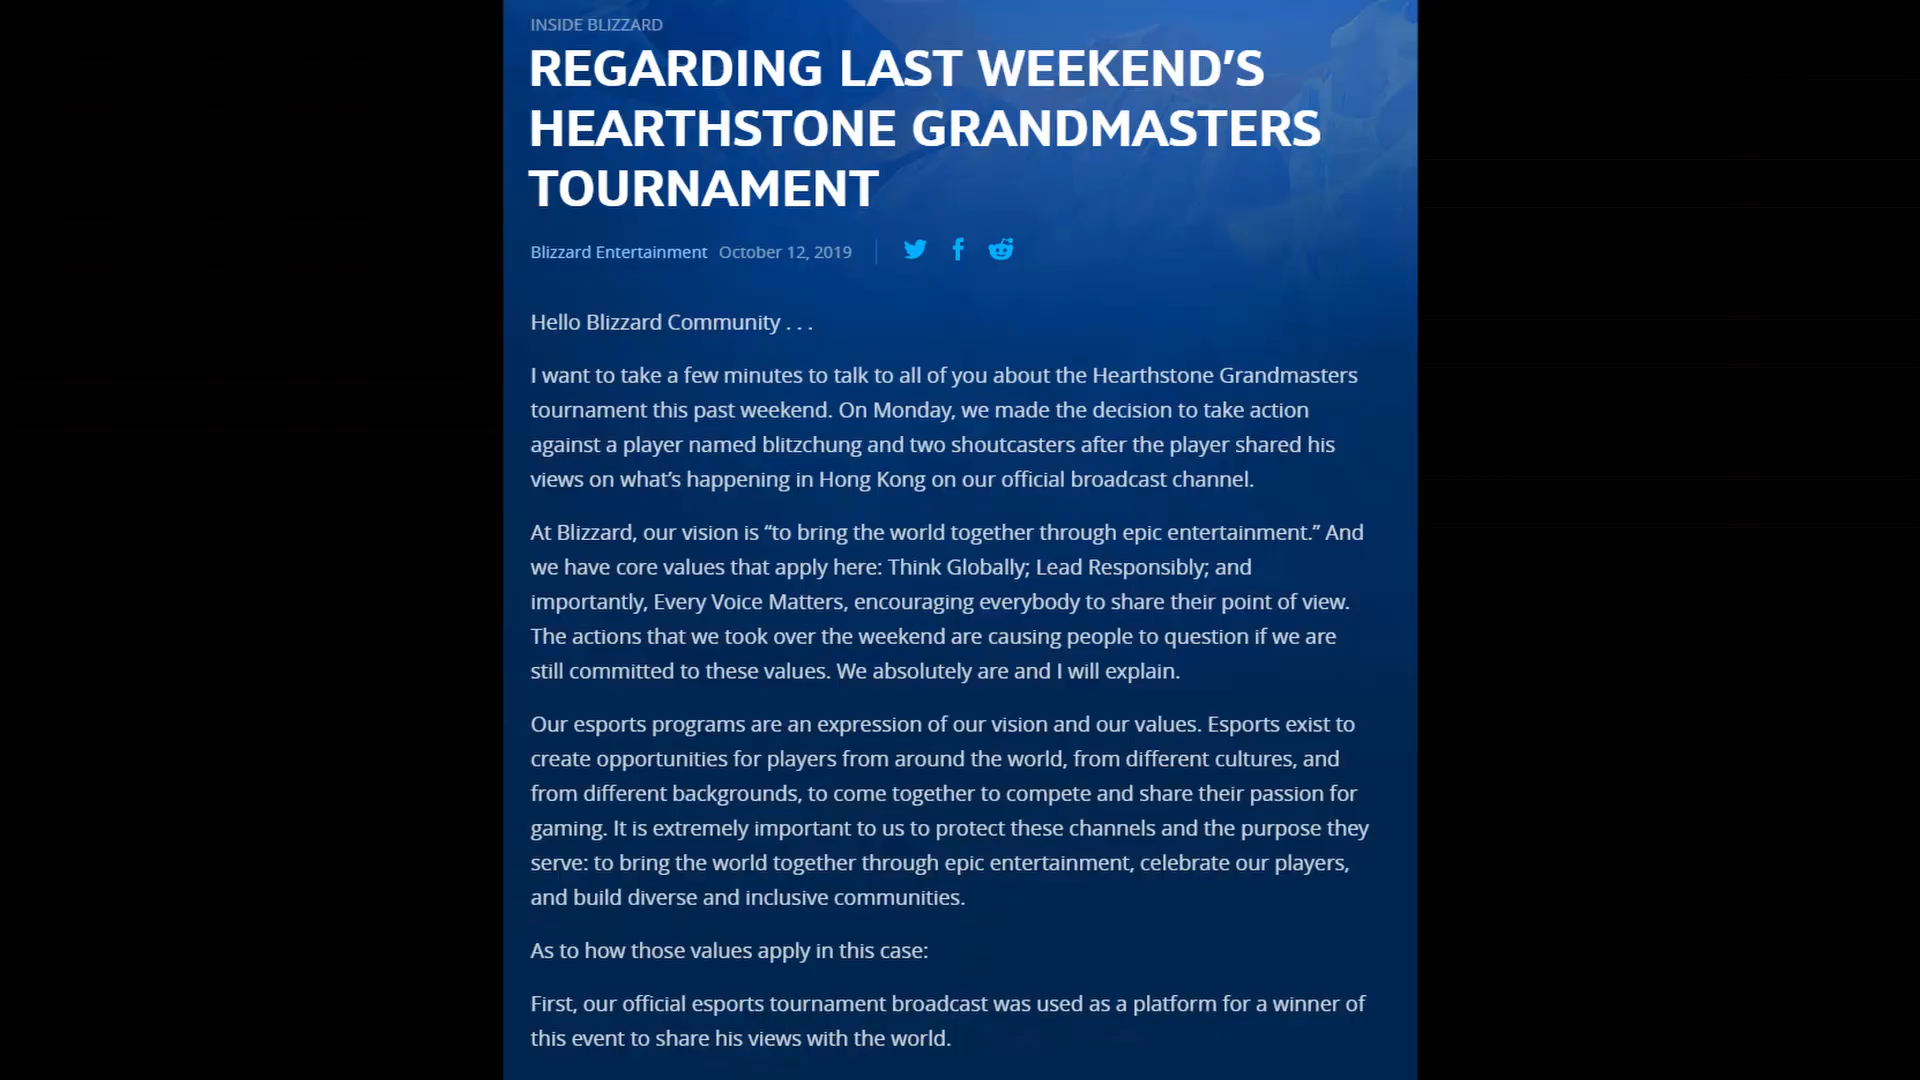 INSIDE BLIZZARD
REGARDING LAST WEEKEND’S
HEARTHSTONE GRANDMASTERS
TOURNAMENT
Blizzard Entertainment October 12, 2019
Hello Blizzard Community . . .
I want to take a few minutes to talk to all of you about the Hearthstone Grandmasters
tournament this past weekend. On Monday, we made the decision to take action
against a player named blitzchung and two shoutcasters after the player shared his
views on what’s happening in Hong Kong on our official broadcast channel.
At Blizzard, our vision is “to bring the world together through epic entertainment.” And
we have core values that apply here: Think Globally; Lead Responsibly; and
importantly, Every Voice Matters, encouraging everybody to share their point of view.
The actions that we took over the weekend are causing people to question if we are
still committed to these values. We absolutely are and I will explain.
Our esports programs are an expression of our vision and our values. Esports exist to
create opportunities for players from around the world, from different cultures, and
from different backgrounds, to come together to compete and share their passion for
gaming. It is extremely important to us to protect these channels and the purpose they
serve: to bring the world together through epic entertainment, celebrate our players,
and build diverse and inclusive communities.
As to how those values apply in this case:
First, our official esports tournament broadcast was used as a platform for a winner of
this event to share his views with the world.